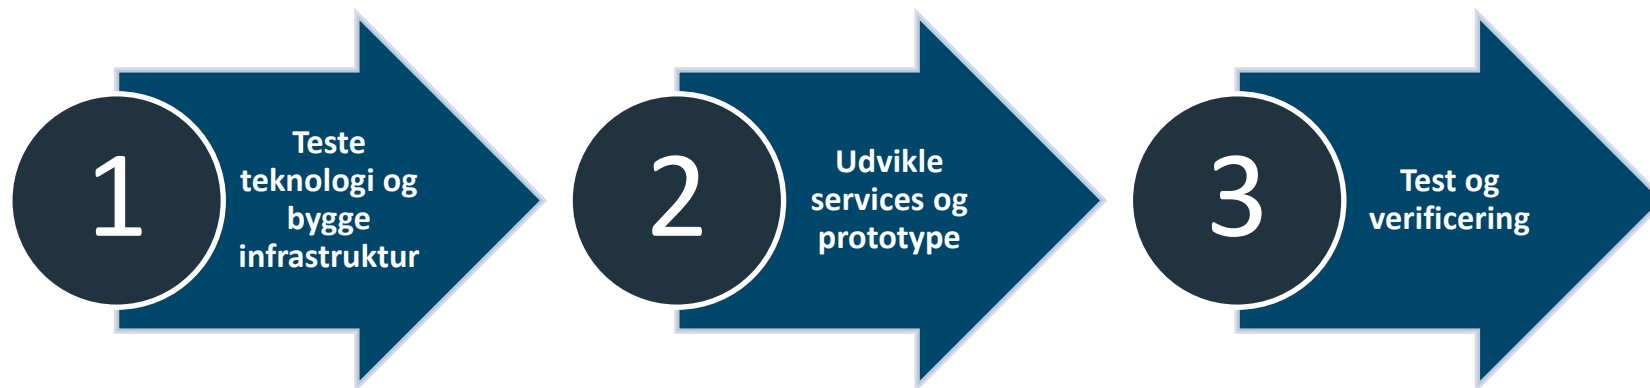 1
Teste
teknologi og
bygge
infrastruktur
2
Udvikle
services og
prototype
3
Test og
verificering